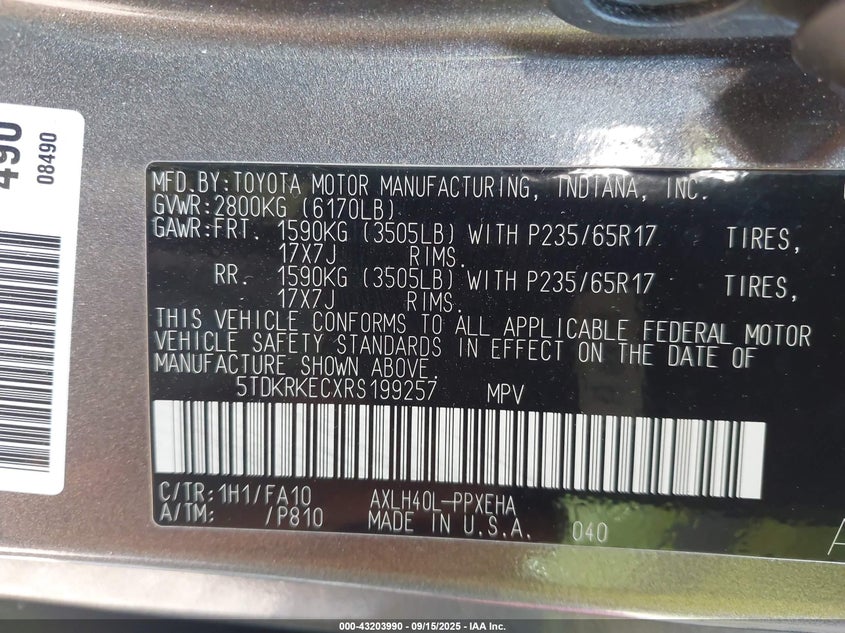 490
08490
MFD.BY:TOYOTA MOTOR MANUFACTURING, INDIANA, INC.
GVWR:2800KG (6170LB)
GAWR:FRT. 1590KG (3505LB) WITH P235/65R17 TIRES,
17X7J RIMS.
RR. 1590KG (3505LB) WITH P235/65R17 TIRES,
17X7J RIMS.
THIS VEHICLE CONFORMS TO ALL APPLICABLE FEDERAL MOTOR
VEHICLE SAFETY STANDARDS IN EFFECT ON THE DATE OF
MANUFACTURE SHOWN ABOVE.
5TDKRKECXRS199257 MPV
C/TR:1H1/FA10 AXLH40L-PPXEHA
A/TM: /P810 MADE IN U.S.A. 040
000-43203990 - 09/15/2025 - IAA Inc.